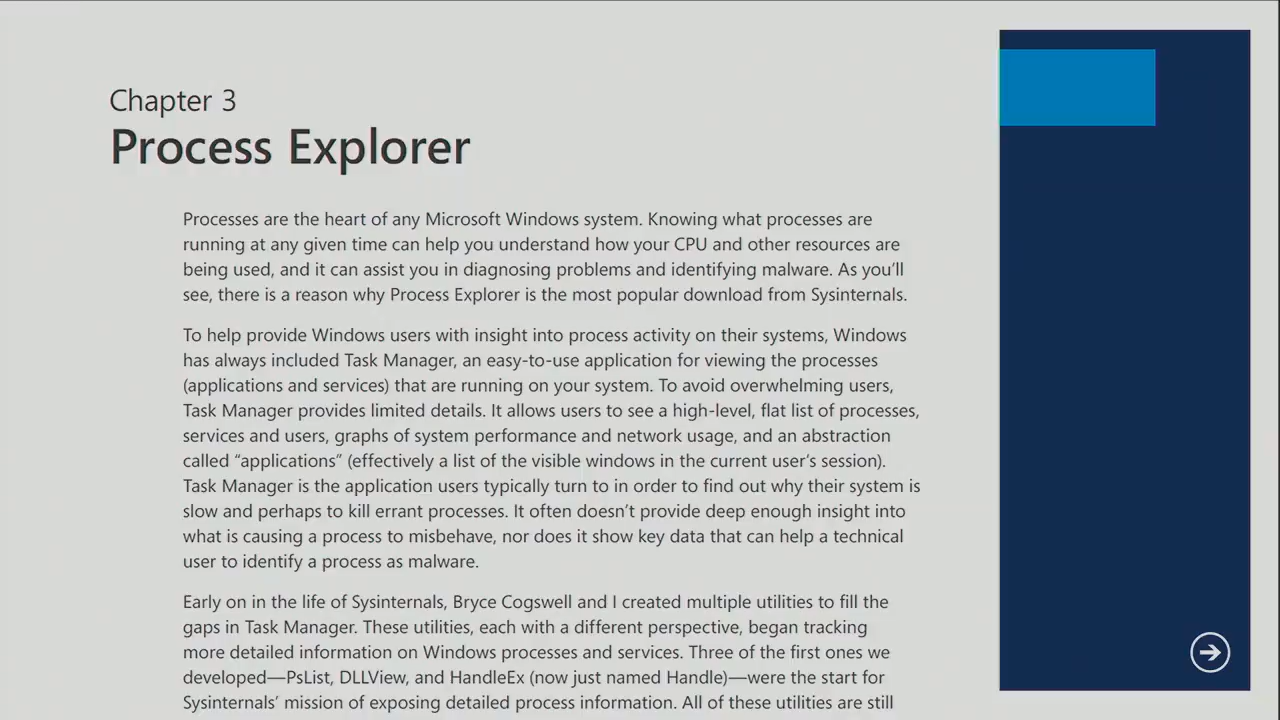 Chapter 3
Process Explorer
Processes are the heart of any Microsoft Windows system. Knowing what processes are
running at any given time can help you understand how your CPU and other resources are
being used, and it can assist you in diagnosing problems and identifying malware. As you’ll
see, there is a reason why Process Explorer is the most popular download from Sysinternals.
To help provide Windows users with insight into process activity on their systems, Windows
has always included Task Manager, an easy-to-use application for viewing the processes
(applications and services) that are running on your system. To avoid overwhelming users,
Task Manager provides limited details. It allows users to see a high-level, flat list of processes,
services and users, graphs of system performance and network usage, and an abstraction
called “applications” (effectively a list of the visible windows in the current user’s session).
Task Manager is the application users typically turn to in order to find out why their system is
slow and perhaps to kill errant processes. It often doesn’t provide deep enough insight into
what is causing a process to misbehave, nor does it show key data that can help a technical
user to identify a process as malware.
Early on in the life of Sysinternals, Bryce Cogswell and I created multiple utilities to fill the
gaps in Task Manager. These utilities, each with a different perspective, began tracking
more detailed information on Windows processes and services. Three of the first ones we
developed—PsList, DLLView, and HandleEx (now just named Handle)—were the start for
Sysinternals’ mission of exposing detailed process information. All of these utilities are still